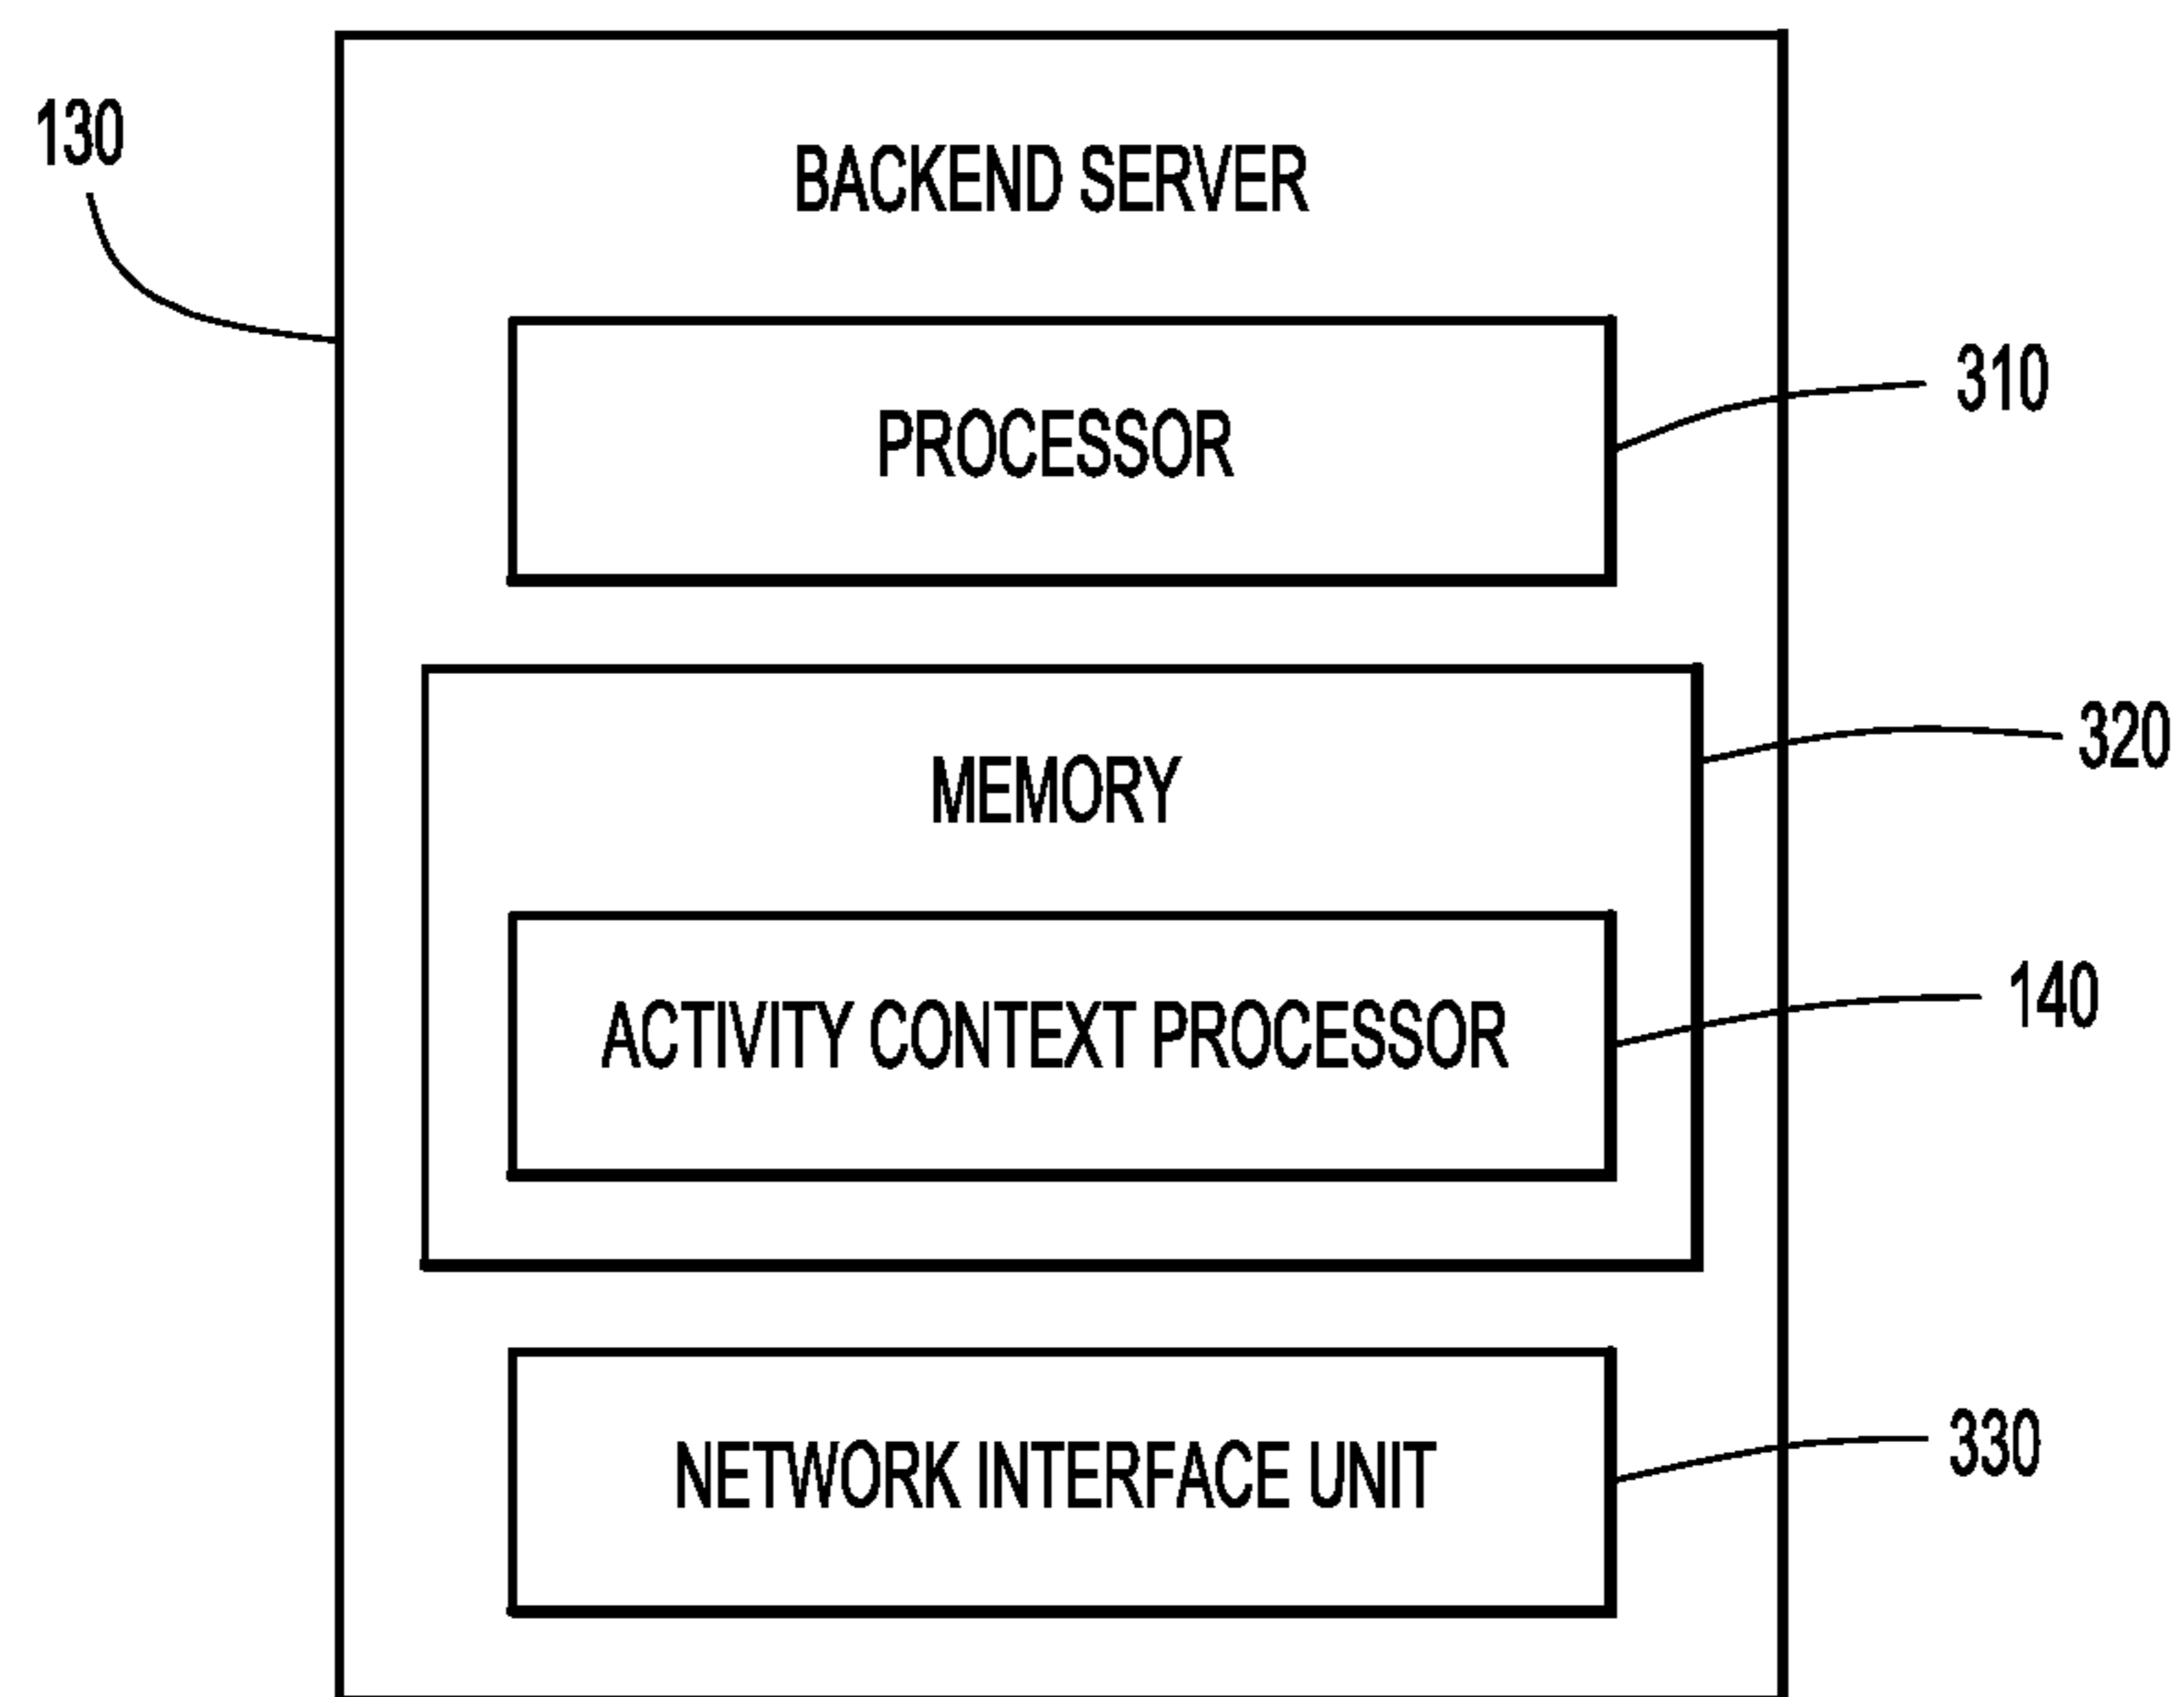 130
BACKEND SERVER
PROCESSOR
310
MEMORY
320
ACTIVITY CONTEXT PROCESSOR
140
NETWORK INTERFACE UNIT
330